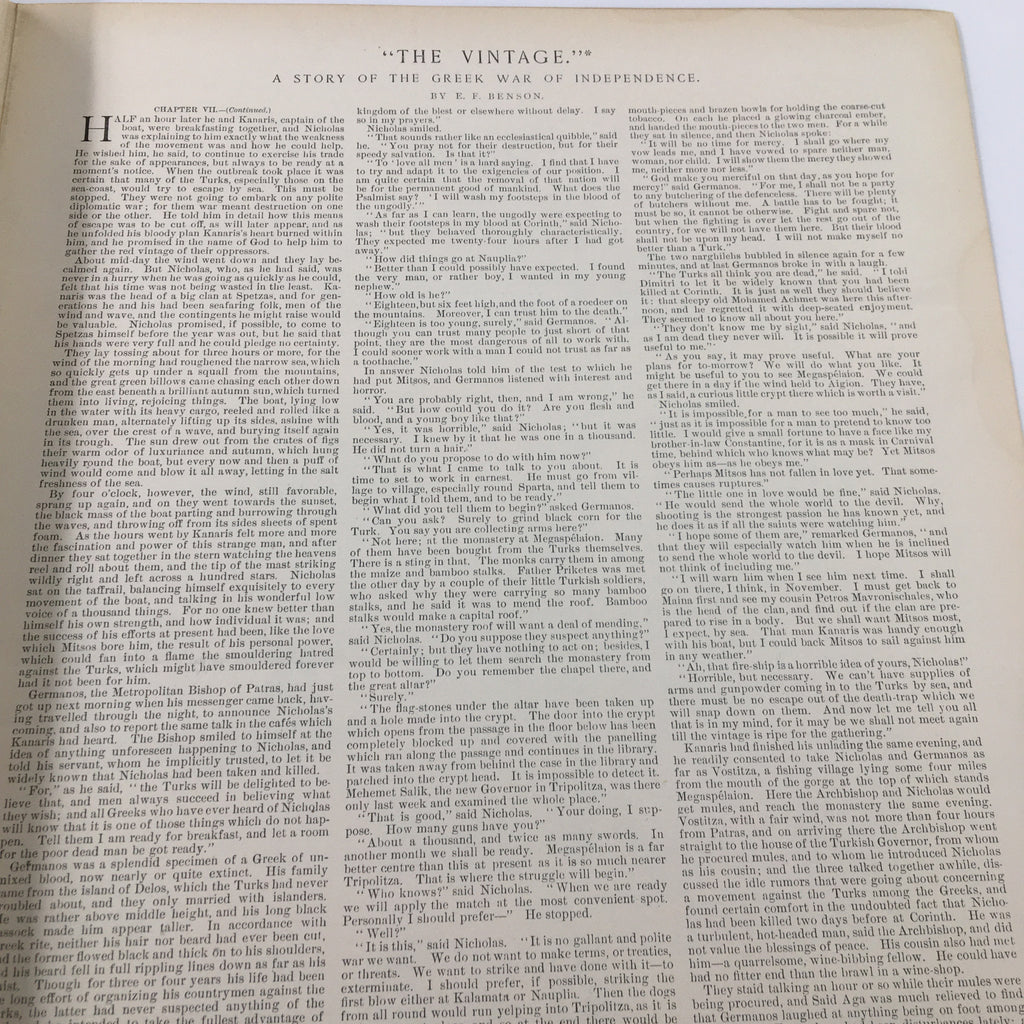 "THE VINTAGE."*
A STORY OF THE GREEK WAR OF INDEPENDENCE.
BY E. F. BENSON.
CHAPTER VII.—(Continued.)
HALF an hour later he and Kanaris, captain of the
boat, were breakfasting together, and Nicholas
was explaining to him exactly what the weakness
of the movement was and how he could help.
He wished him, he said, to continue to exercise his trade
for the sake of appearances, but always to be ready at a
moment's notice. When the outbreak took place it was
certain that many of the Turks, especially those on the
sea-coast, would try to escape by sea. This must be
stopped. They were not going to embark on any polite
diplomatic war; for them war meant destruction on one
side or the other. He told him in detail how this means
of escape was to be cut off, as will later appear, and as
he unfolded his bloody plan Kanaris's heart burned within
him, and he promised in the name of God to help him to
gather the red vintage of their oppressors.
About mid-day the wind went down and they lay be-
calmed again. But Nicholas, who, as he had said, was
never in a hurry when he was going as quickly as he could,
felt that his time was not being wasted in the least. Ka-
naris was the head of a big clan at Spetzas, and for gen-
erations he and his had been seafaring folk, men of the
wind and wave, and the contingents he might raise would
be valuable. Nicholas promised, if possible, to come to
Spetzas himself before the year was out, but he said that
his hands were very full and he could pledge no certainty.
They lay tossing about for three hours or more, for the
wind of the morning had roughened the narrow sea, which
so quickly gets up under a squall from the mountains,
and the great green billows came chasing each other down
from the east beneath a brilliant autumn sun, which turned
them into living, rejoicing things. The boat, lying low
in the water with its heavy cargo, reeled and rolled like a
drunken man, alternately lifting up its sides, ashine with
the sea, over the crest of a wave, and burying itself again
in its trough. The sun drew out from the crates of figs
their warm odor of luxuriance and autumn, which hung
heavily round the boat, but every now and then a puff of
wind would come and blow it all away, letting in the salt
freshness of the sea.
By four o'clock, however, the wind, still favorable,
sprang up again, and on they went towards the sunset,
the black mass of the boat parting and burrowing through
the waves, and throwing off from its sides sheets of spent
foam. As the hours went by Kanaris felt more and more
the fascination and power of this strange man, and after
dinner they sat together in the stern watching the heavens
reel and roll about them, and the tip of the mast striking
wildly right and left across a hundred stars. Nicholas
sat on the taffrail, balancing himself exquisitely to every
movement of the boat, and talking in his wonderful low
voice of a thousand things. For no one knew better than
himself his own strength, and how individual it was; and
the success of his efforts at present had been, like the love
which Mitsos bore him, the result of his personal power,
which could fan into a flame the smouldering hatred
against the Turks, which might have smouldered forever
had it not been for him.
Germanos, the Metropolitan Bishop of Patras, had just
got up next morning when his messenger came back, hav-
ing travelled through the night, to announce Nicholas's
coming, and also to report the same talk in the cafés which
Kanaris had heard. The Bishop smiled to himself at the
idea of anything unforeseen happening to Nicholas, and
told his servant, whom he implicitly trusted, to let it be
widely known that Nicholas had been taken and killed.
"For," as he said, "the Turks will be delighted to be-
lieve that, and men always succeed in believing what
they wish; and all Greeks who have ever heard of Nicholas
will know that it is one of those things which do not hap-
pen. Tell them I am ready for breakfast, and let a room
for the poor dead man be got ready."
Germanos was a splendid specimen of a Greek of un-
mixed blood, now nearly or quite extinct. His family
came from the island of Delos, which the Turks had never
troubled about, and they only married with islanders.
He was rather above middle height, and his long black
cassock made him appear taller. In accordance with
Greek rite, neither his hair nor beard had ever been cut,
and the former flowed black and thick on to his shoulders,
and his beard fell in full rippling lines down as far as his
Though for three or four years his life had been
long effort of organizing his countrymen against the
Turks, the latter had never suspected anything of the
intended to take the fullest advantage of
kingdom of the blest or elsewhere without delay. I say
so in my prayers."
Nicholas smiled.
"That sounds rather like an ecclesiastical quibble," said
he. "You pray not for their destruction, but for their
speedy salvation. Is that it?"
"To 'love all men' is a hard saying. I find that I have
to try and adapt it to the exigencies of our position. I
am quite certain that the removal of that nation will
be for the permanent good of mankind. What does the
Psalmist say? 'I will wash my footsteps in the blood of
the ungodly.'"
"As far as I can learn, the ungodly were expecting to
wash their footsteps in my blood at Corinth," said Nicho-
las; "but they behaved thoroughly characteristically.
They expected me twenty-four hours after I had got
away."
"How did things go at Nauplia?"
"Better than I could possibly have expected. I found
the very man, or rather boy, I wanted in my young
nephew."
"How old is he?"
"Eighteen, but six feet high, and the foot of a roedeer on
the mountains. Moreover, I can trust him to the death."
"Eighteen is too young, surely," said Germanos. "Al-
though you can trust many people to just short of that
point, they are the most dangerous of all to work with.
I could sooner work with a man I could not trust as far as
a toothache."
In answer Nicholas told him of the test to which he
had put Mitsos, and Germanos listened with interest and
horror.
"You are probably right, then, and I am wrong," he
said. "But how could you do it? Are you flesh and
blood, and a young boy like that?"
"Yes, it was horrible," said Nicholas; "but it was
necessary. I knew by it that he was one in a thousand.
He did not turn a hair."
"What do you propose to do with him now?"
"That is what I came to talk to you about. It is
time to set to work in earnest. He must go from vil-
lage to village, especially round Sparta, and tell them to
begin what I told them, and to be ready."
"What did you tell them to begin?" asked Germanos.
"Can you ask? Surely to grind black corn for the
Turk. You say you are collecting arms here?"
"Not here, at the monastery at Megaspélaion. Many
of them have been bought from the Turks themselves.
There is a sting in that. The monks carry them in among
the maize and bamboo stalks. Father Priketes was met
the other day by a couple of their little Turkish soldiers,
who asked why they were carrying so many bamboo
stalks, and he said it was to mend the roof. Bamboo
stalks would make a capital roof."
"Yes, the monastery roof will want a deal of mending,"
said Nicholas. "Do you suppose they suspect anything?"
"Certainly; but they have nothing to act on; besides, I
would be willing to let them search the monastery from
top to bottom. Do you remember the chapel there, and
the great altar?"
"Surely."
"The flag-stones under the altar have been taken up
and a hole made into the crypt. The door into the crypt
which opens from the passage in the floor below has been
completely blocked up and covered with the panelling
which ran along the passage and continues in the library.
It was taken away from behind the case in the library and
patched into the crypt head. It is impossible to detect it.
Mehemet Salik, the new Governor in Tripolitza, was there
only last week and examined the whole place."
"That is good," said Nicholas. "Your doing, I sup-
pose. How many guns have you?"
"About a thousand, and twice as many swords. In
another month we shall be ready. Megaspélaion is a far
better centre than this at present as it is so much nearer
Tripolitza. That is where the struggle will begin."
"Who knows?" said Nicholas. "When we are ready
we will apply the match at the most convenient spot.
Personally I should prefer—" He stopped.
"Well?"
"It is this," said Nicholas. "It is no gallant and polite
war we want. We do not want to make terms, or treaties,
or threats. We want to strike and have done with it—to
exterminate. I should prefer, if possible, striking the
first blow either at Kalamata or Nauplia. Then the dogs
from all round would run yelping into Tripolitza, as it is
and so at the end there would be
mouth-pieces and brazen bowls for holding the coarse-cut
tobacco. On each he placed a glowing charcoal ember,
and handed the mouth-pieces to the two men. For a while
they sat in silence, and then Nicholas spoke:
"It will be no time for mercy. I shall go where my
vow leads me, and I have vowed to spare neither man,
woman, nor child. I will show them the mercy they showed
me, neither more nor less."
"God make you merciful on that day, as you hope for
mercy!" said Germanos. "For me, I shall not be a party
to any butchering of the defenceless. There will be plenty
of butchers without me. A battle has to be fought; it
must be so, it cannot be otherwise. Fight and spare not,
but when the fighting is over let the rest go out of the
country, for we will not have them here. But their blood
shall not be upon my head. I will not make myself no
better than a Turk."
The two narghilehs bubbled in silence again for a few
minutes, and at last Germanos broke in with a laugh.
"The Turks all think you are dead," he said. "I told
Dimitri to let it be widely known that you had been
killed at Corinth. It is just as well they should believe
it: that sleepy old Mohamed Achmet was here this after-
noon, and he regretted it with deep-seated enjoyment.
They seemed to know all about you here."
"They don't know me by sight," said Nicholas, "and
as I am dead they never will. It is possible it will prove
useful to me."
"As you say, it may prove useful. What are your
plans for to-morrow? We will do what you like. It
might be useful to you to see Megaspélaion. We could
get there in a day if the wind held to Aigion. They have,
as I said, a curious little crypt there which is worth a visit."
Nicholas smiled.
"It is impossible for a man to see too much," he said,
"just as it is impossible for a man to pretend to know too
little. I would give a small fortune to have a face like my
brother-in-law Constantine, for it is as a mask in Carnival
time, behind which who knows what may be? Yet Mitsos
obeys him as—as he obeys me."
"Perhaps Mitsos has not fallen in love yet. That some-
times causes ruptures."
"The little one in love would be fine," said Nicholas.
"He would send the whole world to the devil. Why,
shooting is the strongest passion he has known yet, and
he does it as if all the saints were watching him."
"I hope some of them are," remarked Germanos, "and
that they will especially watch him when he is inclined
to send the whole world to the devil. I hope Mitsos will
not think of including me."
"I will warn him when I see him next time. I shall
go on there, I think, in November. I must get back to
Maina first and see my cousin Petros Mavromichales, who
is the head of the clan, and find out if the clan are pre-
pared to rise in a body. But we shall want Mitsos most,
I expect, by sea. That man Kanaris was handy enough
with his boat, but I could back Mitsos to sail against him
in any weather."
"Ah, that fire-ship is a horrible idea of yours, Nicholas!"
"Horrible, but necessary. We can't have supplies of
arms and gunpowder coming in to the Turks by sea, and
there must be no escape out of the death-trap which we
will snap down on them. And now let me tell you all
that is in my mind, for it may be we shall not meet again
till the vintage is ripe for the gathering."
Kanaris had finished his unlading the same evening, and
he readily consented to take Nicholas and Germanos as
far as Vostitza, a fishing village lying some four miles
from the mouth of the gorge at the top of which stands
Megaspélaion. Here the Archbishop and Nicholas would
get mules, and reach the monastery the same evening.
Vostitza, with a fair wind, was not more than four hours
from Patras, and on arriving there the Archbishop went
straight to the house of the Turkish Governor, from whom
he procured mules, and to whom he introduced Nicholas
as his cousin; and the three talked together awhile, dis-
cussed the idle rumors that were going about concerning
a movement against the Turks among the Greeks, and
found certain comfort in the undoubted fact that Nicho-
las had been killed two days before at Corinth. He was
a turbulent, hot-headed man, said the Archbishop, and did
not value the blessings of peace. His cousin also had met
him—a quarrelsome, wine-bibbing fellow. He could have
had no fitter end than the brawl in a wine-shop.
They staid talking an hour or so while their mules were
being procured, and Said Aga was much relieved to find
that Germanos laughed at anything being on foot among